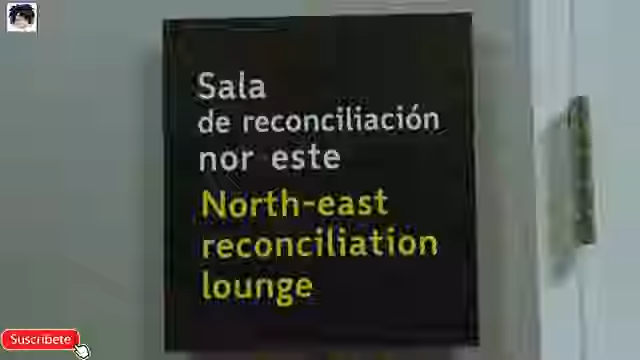 Sala
de reconciliación
nor este
North-east
reconciliation
lounge
Suscríbete